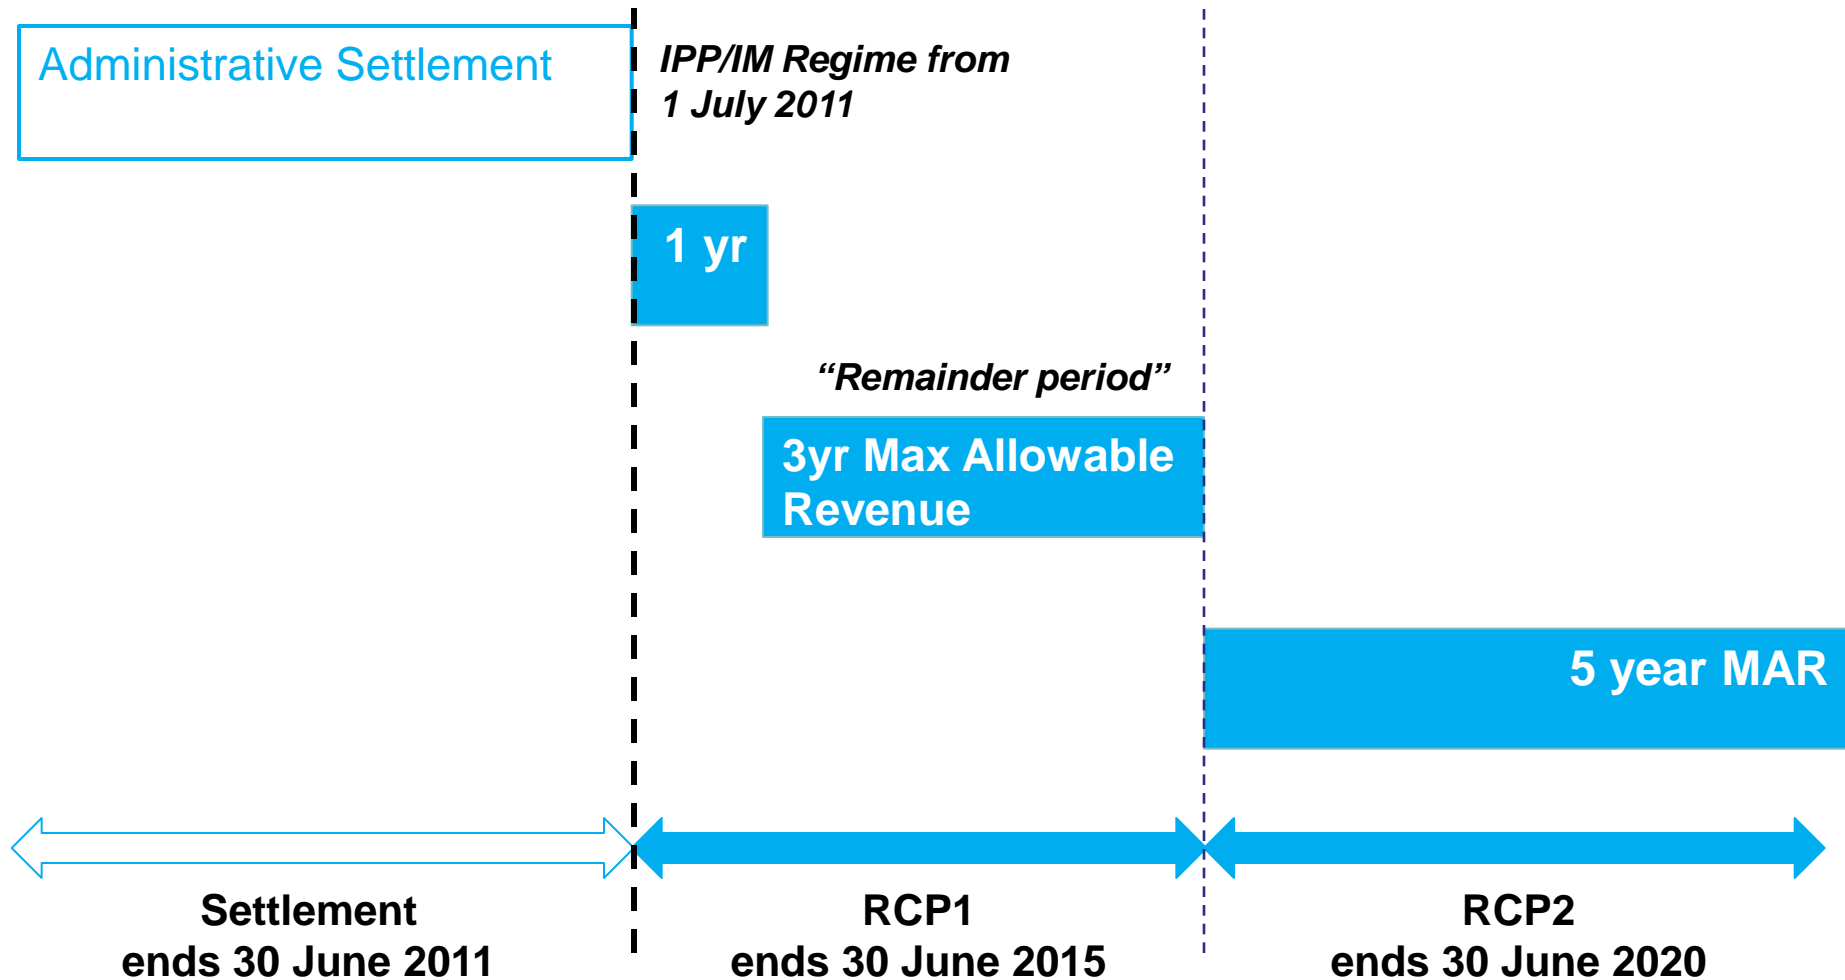 Administrative Settlement
IPP/IM Regime from
1 July 2011
1 yr
“Remainder period”
3yr Max Allowable
Revenue
5 year MAR
Settlement
ends 30 June 2011
RCP1
ends 30 June 2015
RCP2
ends 30 June 2020